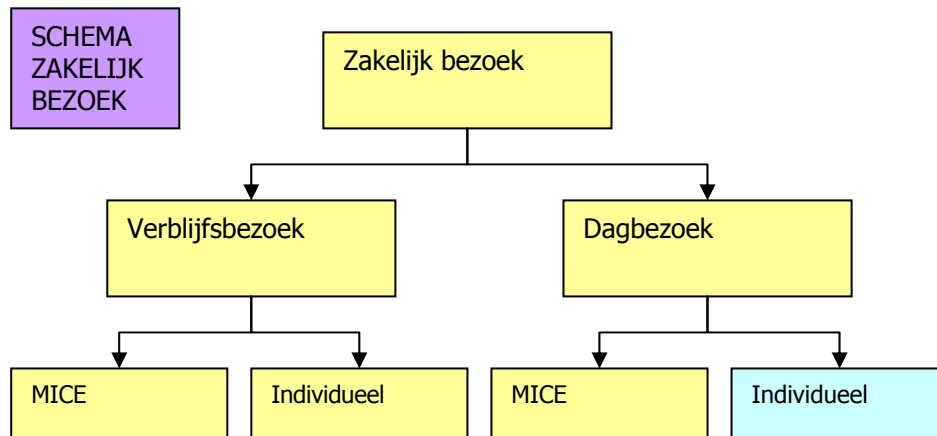 SCHEMA
ZAKELIJK
BEZOEK
Zakelijk bezoek
Verblijfsbezoek
Dagbezoek
MICE
Individueel
MICE
Individueel